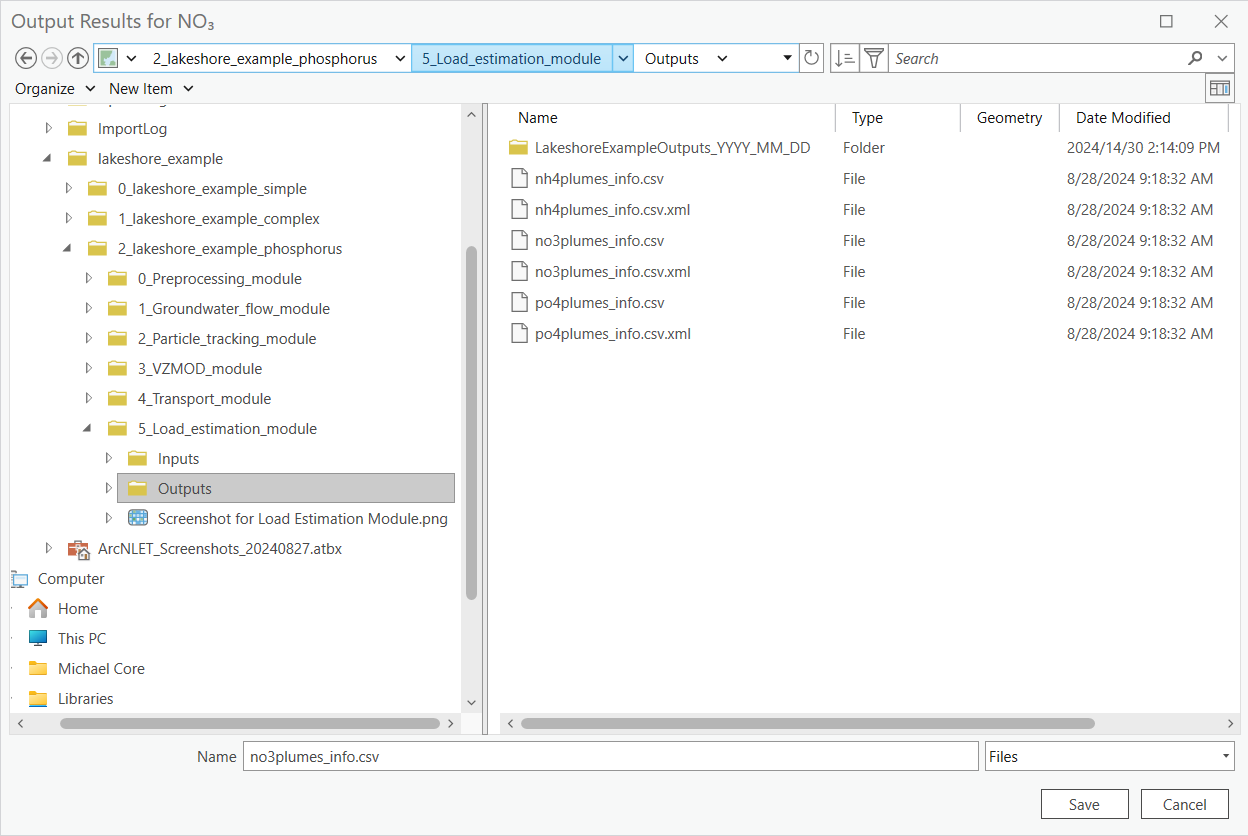 Output Results for NO₃
2_lakeshore_example_phosphorus 5_Load_estimation_module Outputs Search
Organize New Item
ImportLog
lakeshore_example
0_lakeshore_example_simple
1_lakeshore_example_complex
2_lakeshore_example_phosphorus
0_Preprocessing_module
1_Groundwater_flow_module
2_Particle_tracking_module
3_VZMOD_module
4_Transport_module
5_Load_estimation_module
Inputs
Outputs
Screenshot for Load Estimation Module.png
ArcNLET_Screenshots_20240827.atbx
Computer
Home
This PC
Michael Core
Libraries
Name Type Geometry Date Modified
LakeshoreExampleOutputs_YYYY_MM_DD Folder 2024/14/30 2:14:09 PM
nh4plumes_info.csv File 8/28/2024 9:18:32 AM
nh4plumes_info.csv.xml File 8/28/2024 9:18:32 AM
no3plumes_info.csv File 8/28/2024 9:18:32 AM
no3plumes_info.csv.xml File 8/28/2024 9:18:32 AM
po4plumes_info.csv File 8/28/2024 9:18:32 AM
po4plumes_info.csv.xml File 8/28/2024 9:18:32 AM
Name no3plumes_info.csv Files
Save Cancel